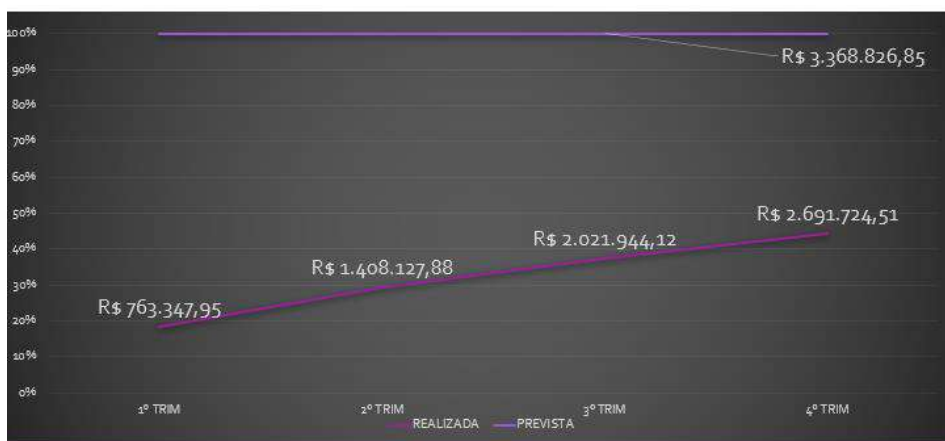 100%
R$ 3.368.826,85
90%
80%
70%
60%
50%
R$ 2.691.724,51
40%
R$ 2.021.944,12
R$ 1.408.127,88
30%
R$ 763.347,95
20%
10%
0%
1º TRIM 2º TRIM 3º TRIM 4º TRIM
REALIZADA PREVISTA